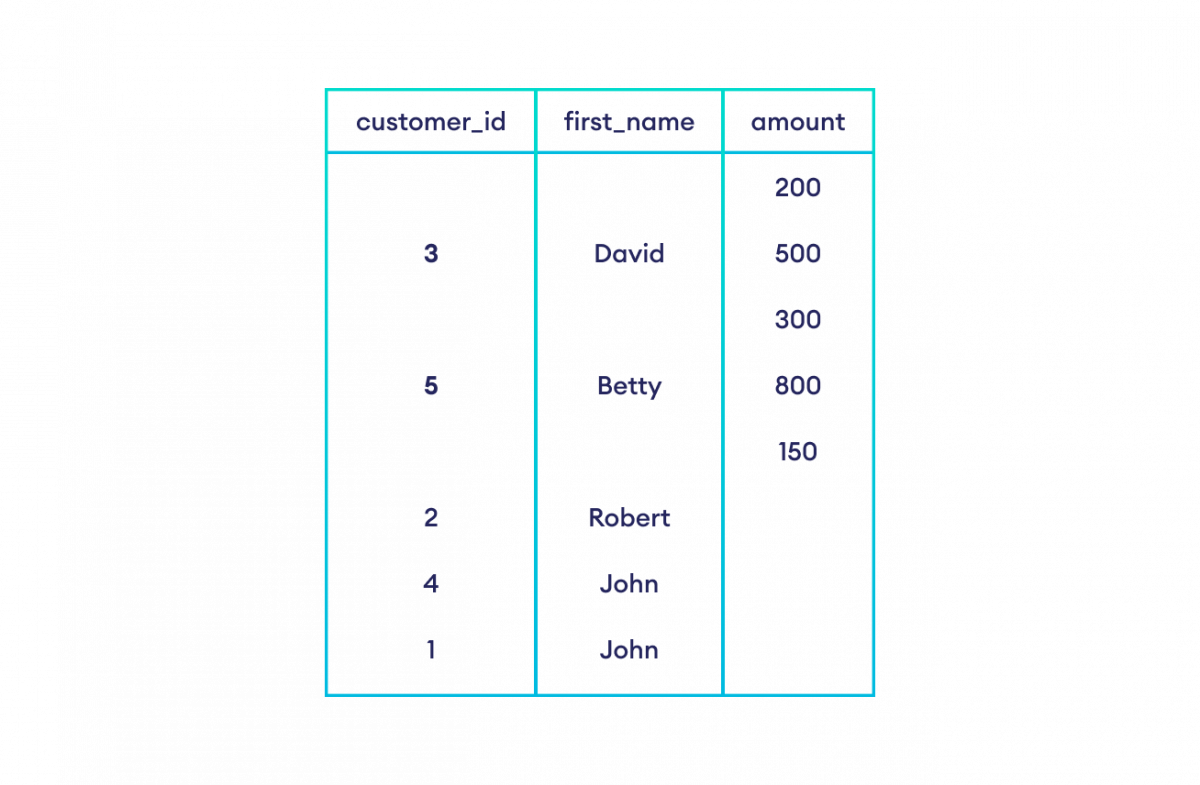 customer_id first_name amount
200
3 David 500
300
5 Betty 800
150
2 Robert
4 John
1 John